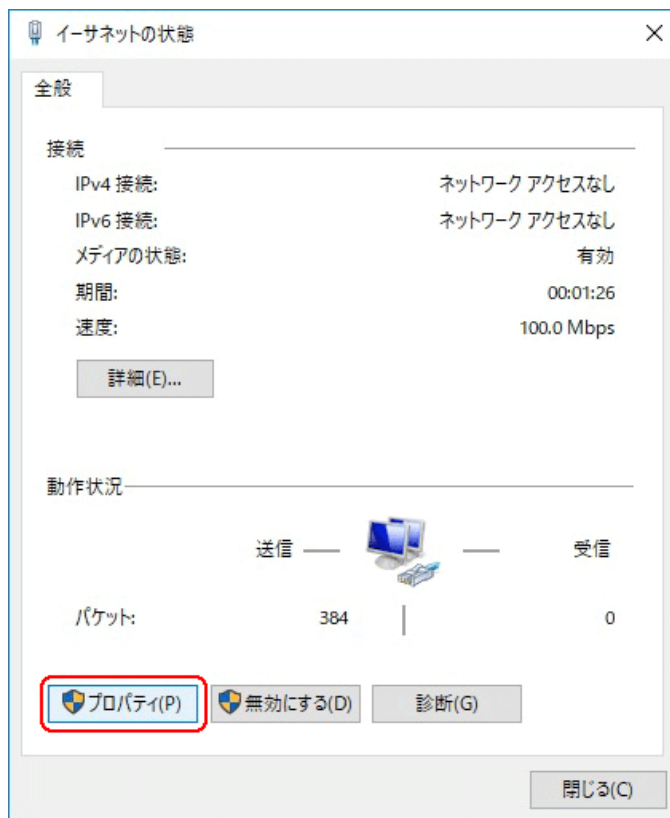 イーサネットの状態
全般
接続
IPv4 接続: ネットワーク アクセスなし
IPv6 接続: ネットワーク アクセスなし
メディアの状態: 有効
期間: 00:01:26
速度: 100.0 Mbps
詳細(E)...
動作状況
送信 受信
パケット: 384 0
プロパティ(P) 無効にする(D) 診断(G)
閉じる(C)